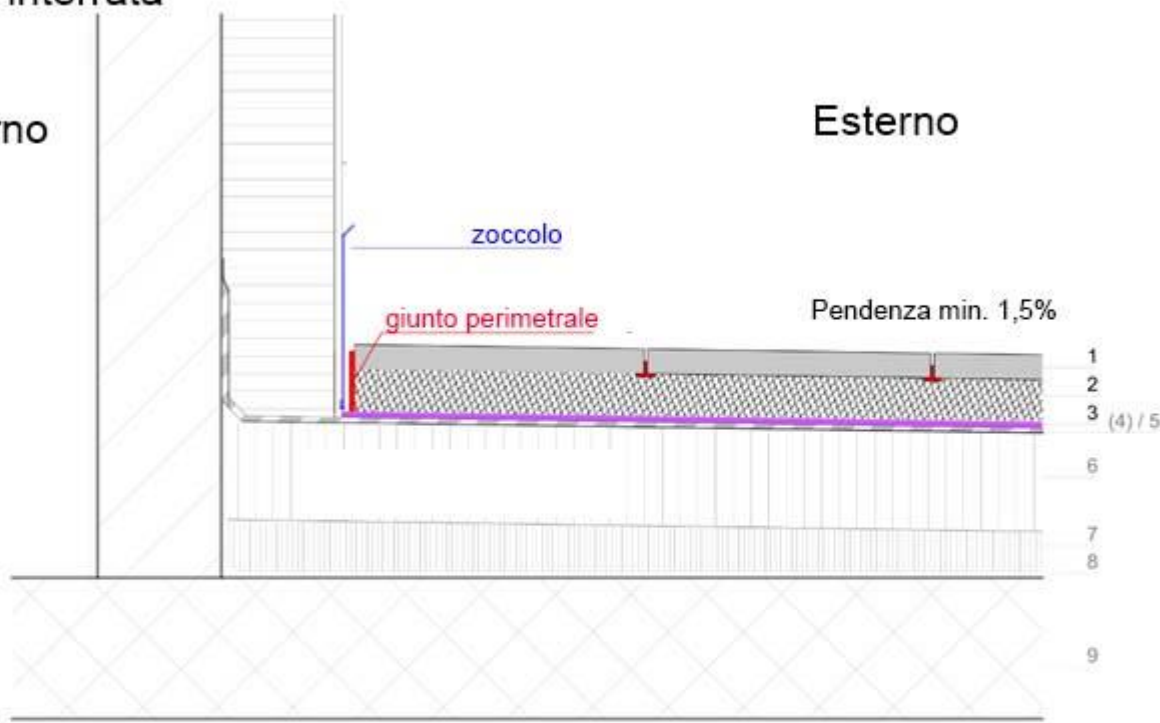 Esterno
zoccolo
giunto perimetrale
Pendenza min. 1,5%
1
2
3
(4) / 5
6
7
8
9